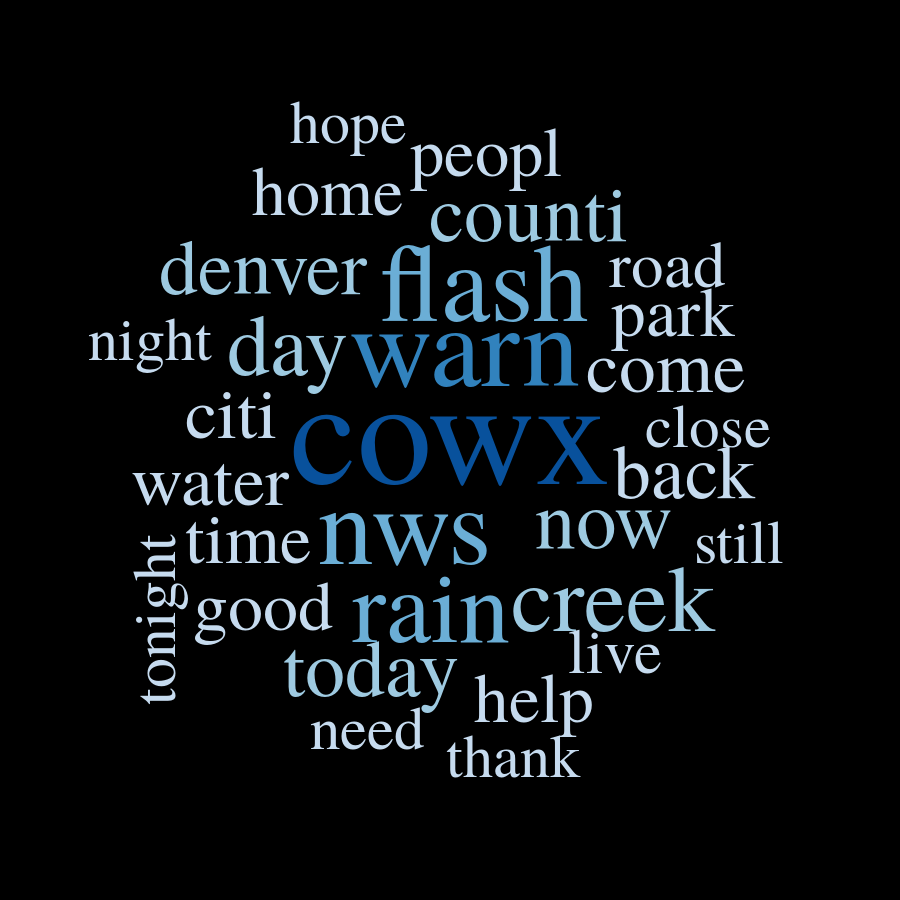 hope
peopl
home
counti
denver
flash
road
park
night
day
warn
come
citi
cowx
close
water
back
time
nws
now
still
tonight
good
rain
creek
live
today
help
need
thank